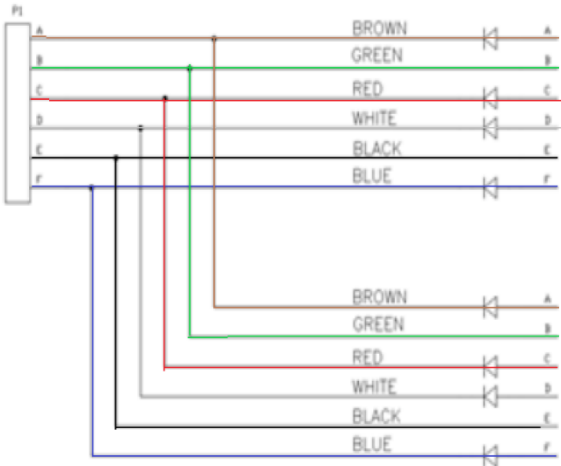 P1
A BROWN A
B GREEN B
C RED C
D WHITE D
E BLACK E
F BLUE F
BROWN A
GREEN B
RED C
WHITE D
BLACK E
BLUE F